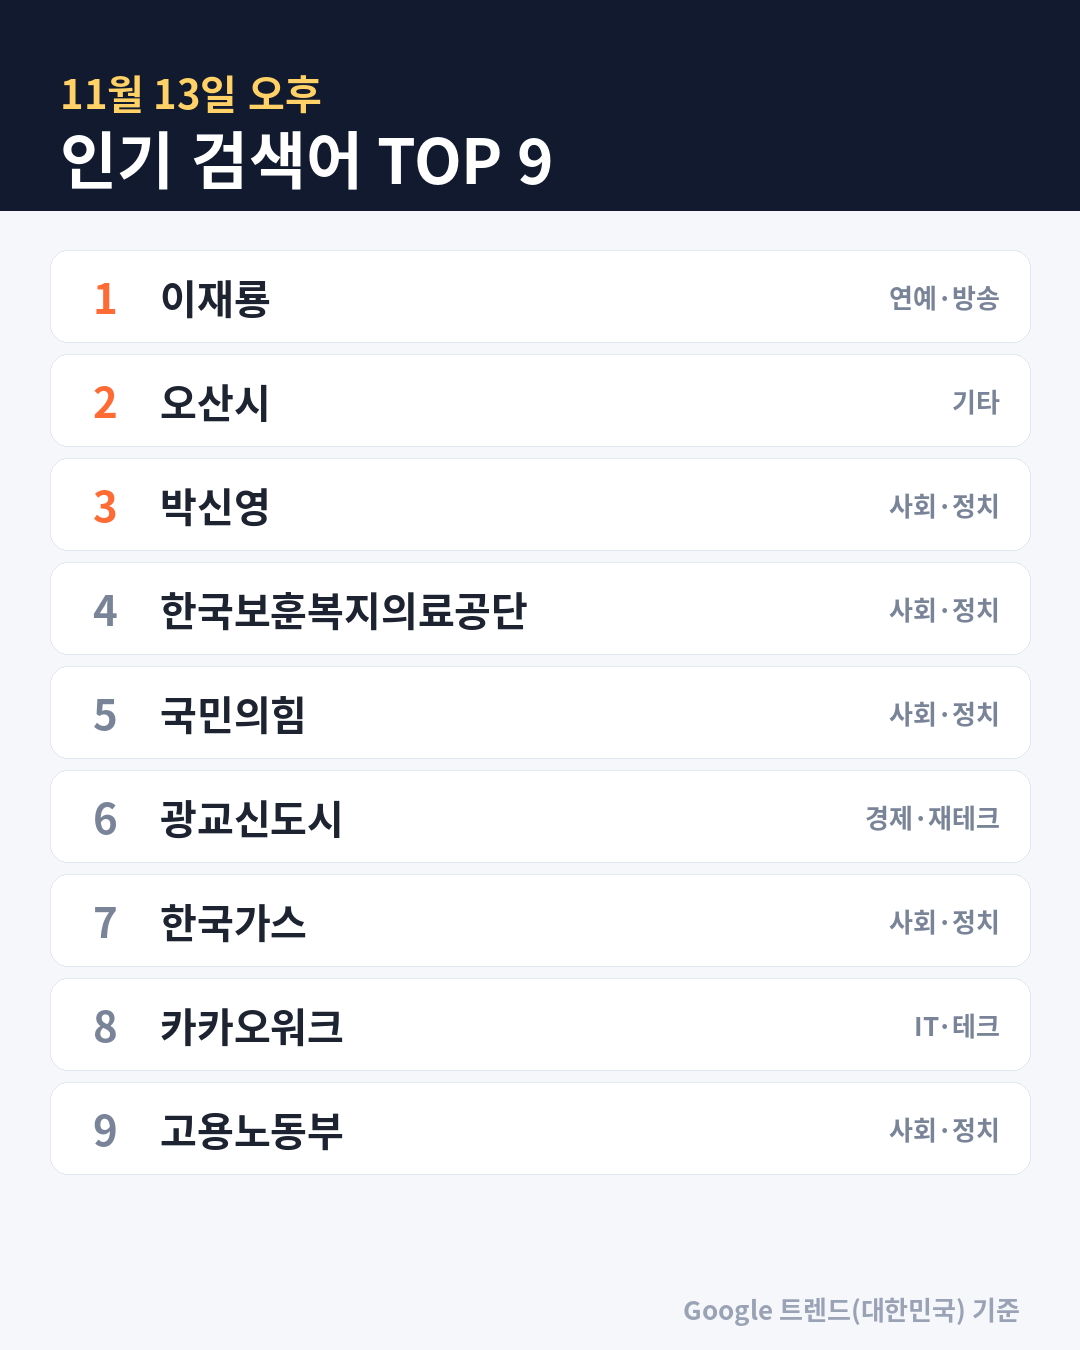 11월 13일 오후
인기 검색어 TOP 9
1 이재룡 연예·방송
2 오산시 기타
3 박신영 사회·정치
4 한국보훈복지의료공단 사회·정치
5 국민의힘 사회·정치
6 광교신도시 경제·재테크
7 한국가스 사회·정치
8 카카오워크 IT·테크
9 고용노동부 사회·정치
Google 트렌드(대한민국) 기준